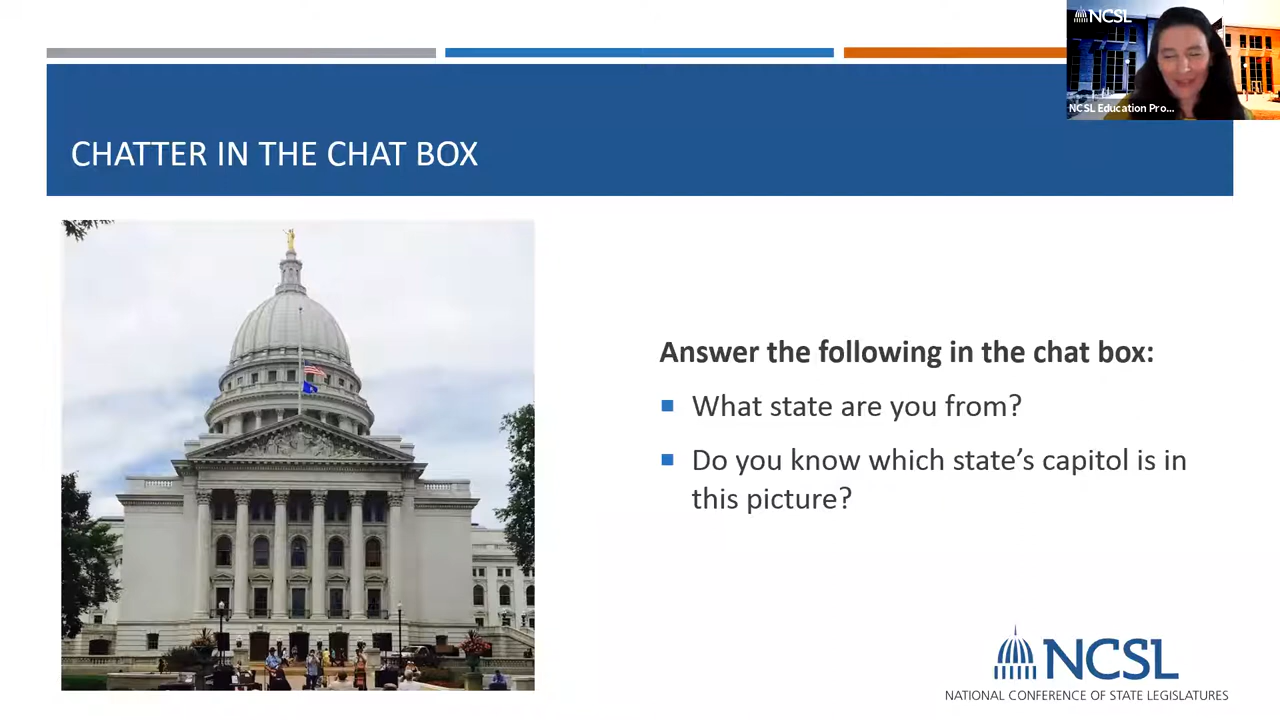 NCSL
NCSL Education Pro...
CHATTER IN THE CHAT BOX
Answer the following in the chat box:
What state are you from?
Do you know which state's capitol is in
this picture?
NCSL
NATIONAL CONFERENCE OF STATE LEGISLATURES